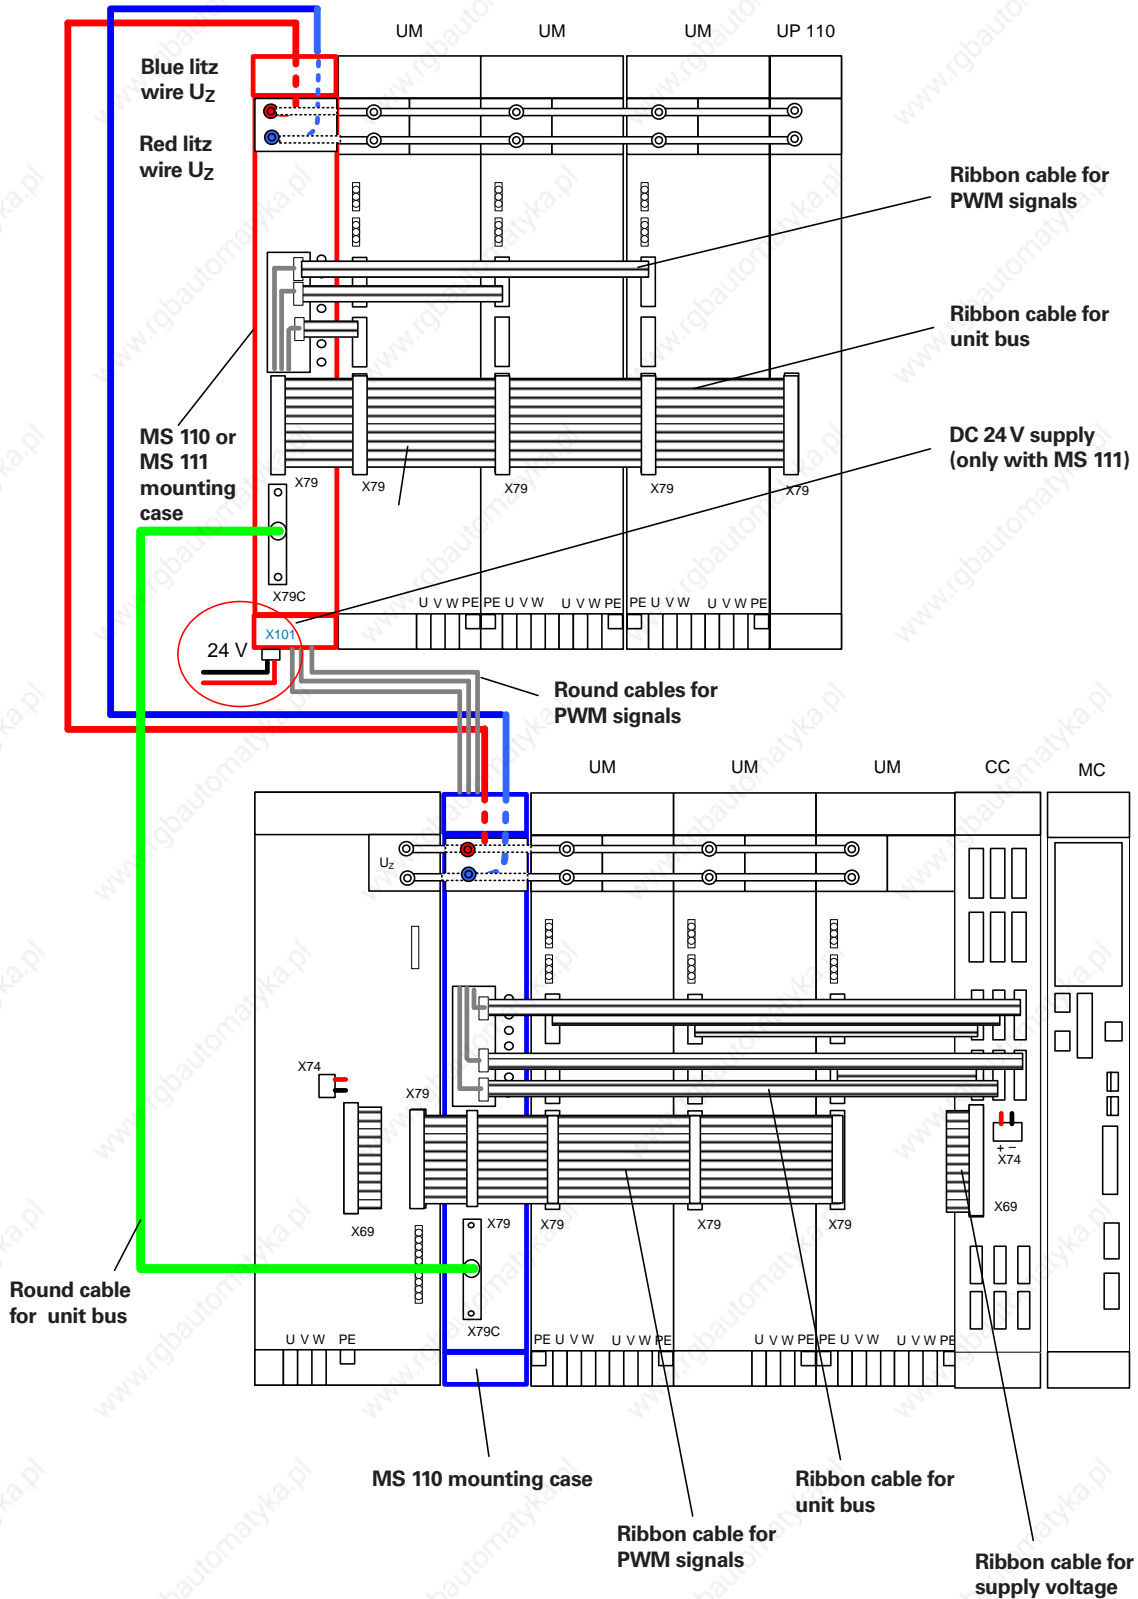 UM UM UM UP 110
Blue litz
wire UZ
Red litz
wire UZ
Ribbon cable for
PWM signals
Ribbon cable for
unit bus
MS 110 or
MS 111
mounting
case
DC 24 V supply
(only with MS 111)
X79 X79 X79 X79 X79
X79C
U V W PE PE U V W U V W PE PE U V W U V W PE
X101
24 V
Round cables for
PWM signals
UM UM UM CC MC
UZ
X74
X79
+ −
X74
X69
X69
X79 X79 X79 X79
Round cable
for unit bus
X79C
U V W PE
PE U V W U V W PE U V W PE PE U V W U V W PE
MS 110 mounting case
Ribbon cable for
unit bus
Ribbon cable for
PWM signals
Ribbon cable for
supply voltage
www.rgbautomatyka.pl